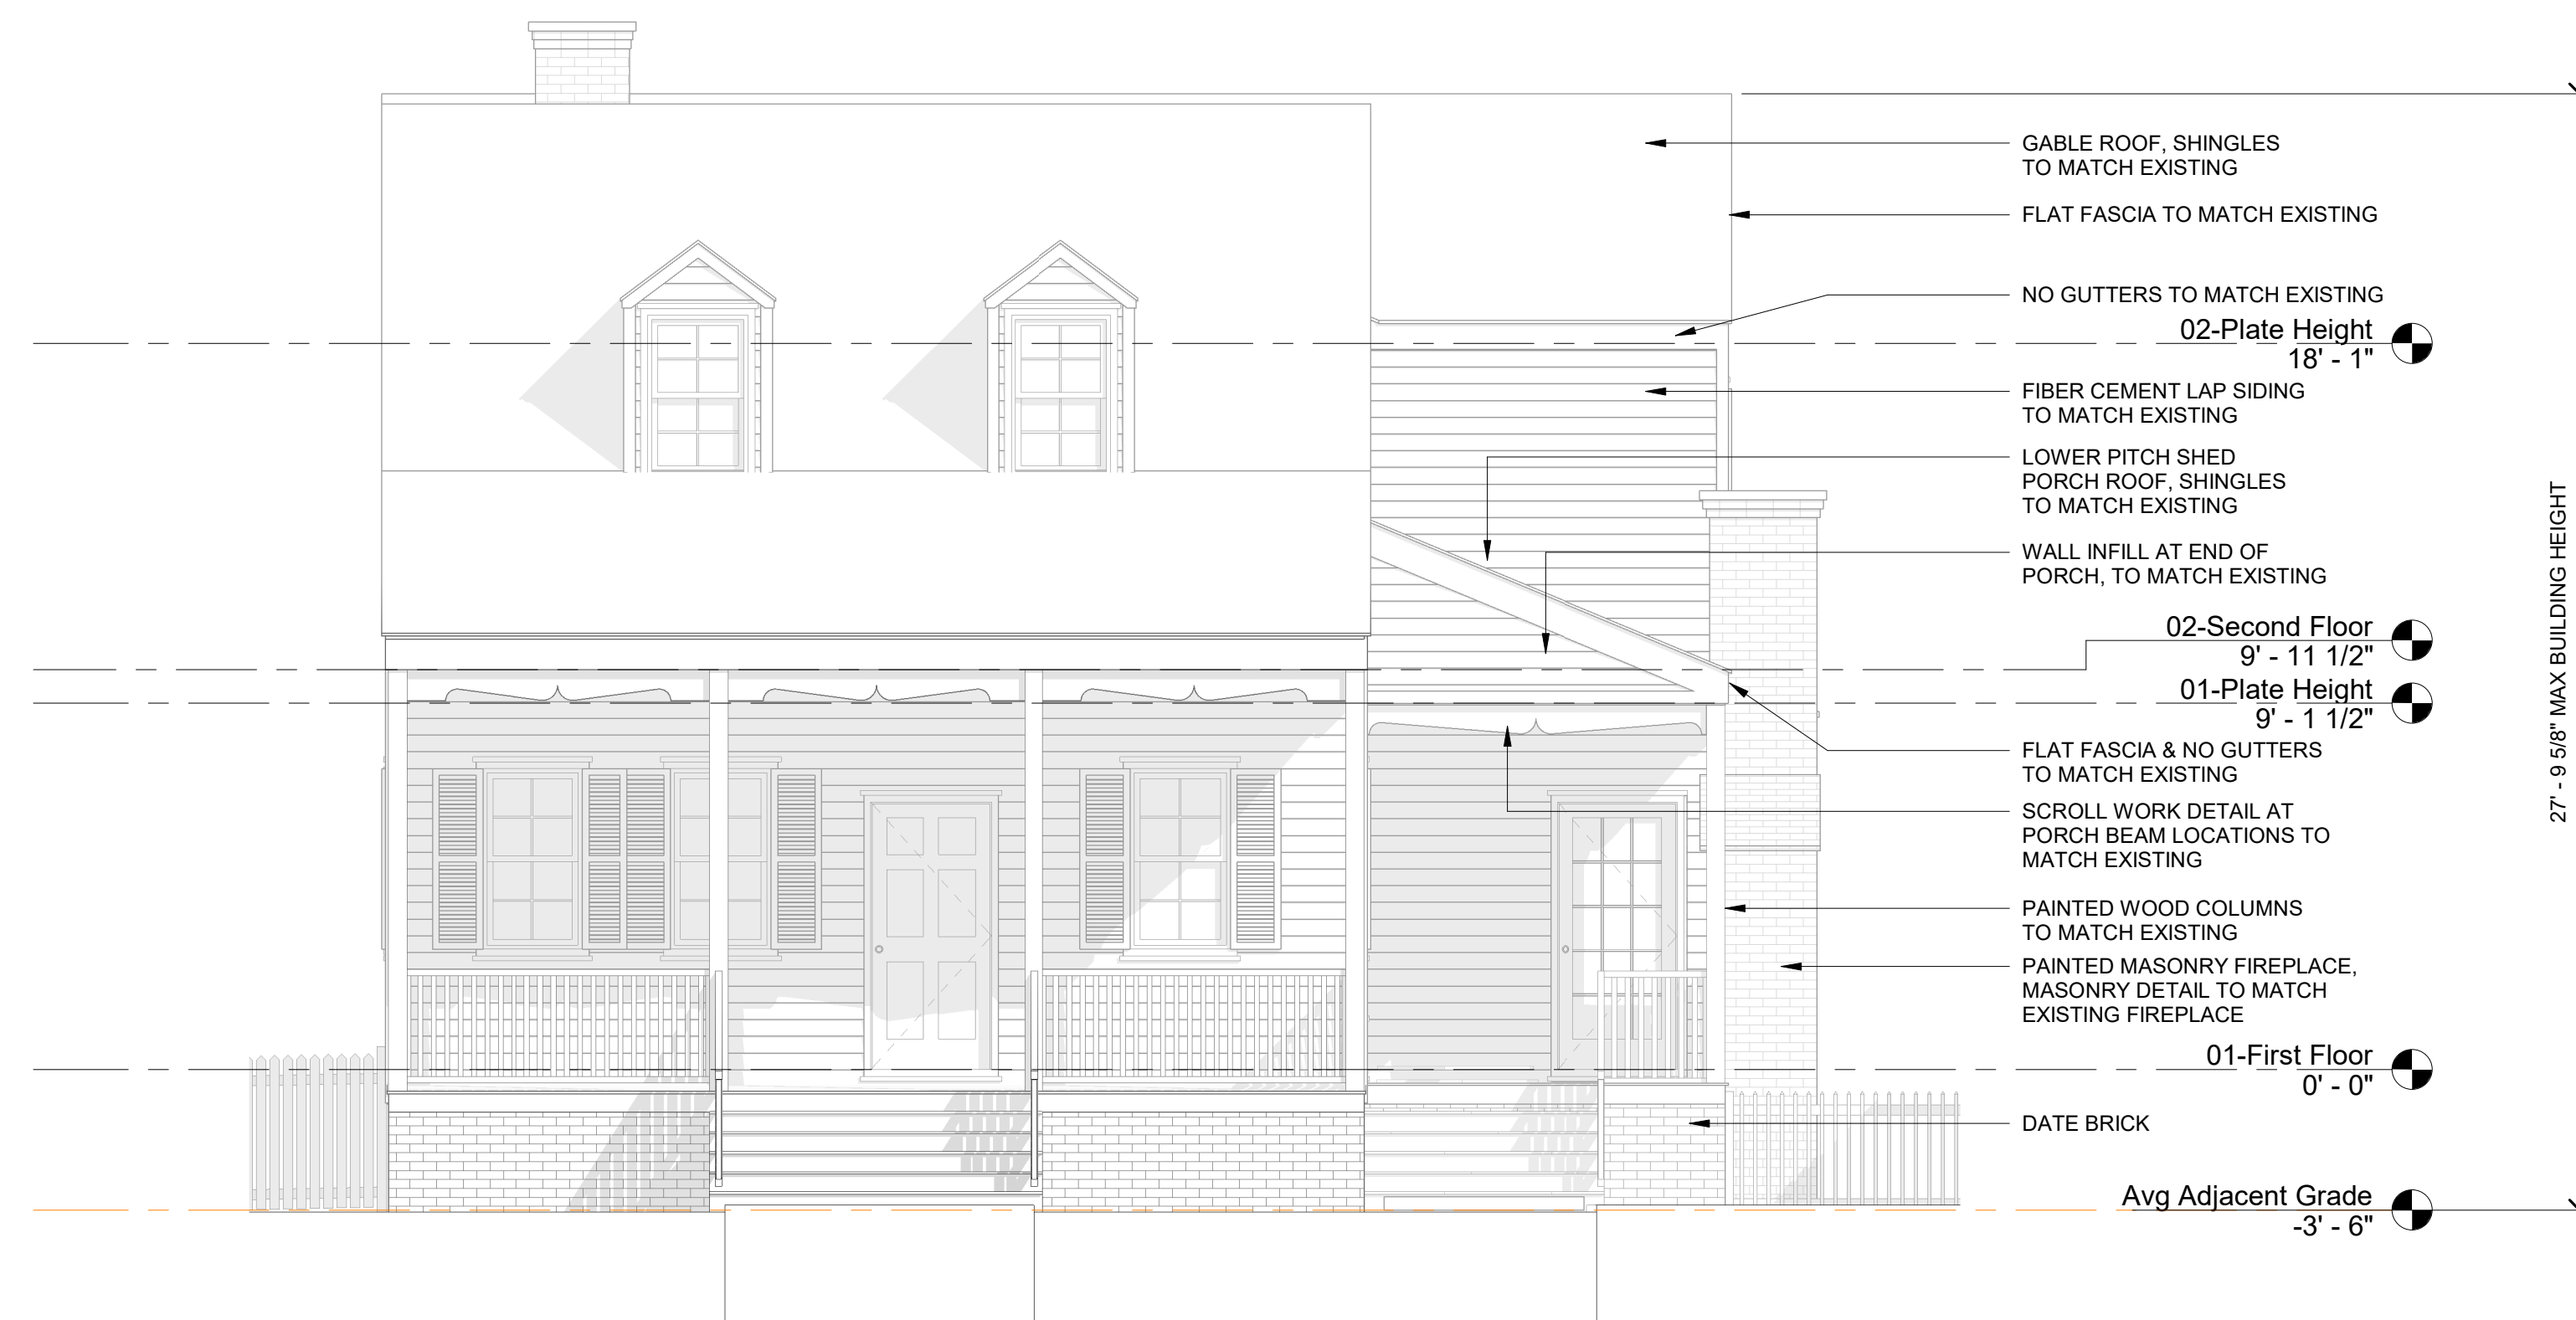 GABLE ROOF, SHINGLES
TO MATCH EXISTING
FLAT FASCIA TO MATCH EXISTING
NO GUTTERS TO MATCH EXISTING
02-Plate Height
18' - 1"
FIBER CEMENT LAP SIDING
TO MATCH EXISTING
LOWER PITCH SHED
PORCH ROOF, SHINGLES
TO MATCH EXISTING
WALL INFILL AT END OF
PORCH, TO MATCH EXISTING
02-Second Floor
9' - 11 1/2"
01-Plate Height
9' - 1 1/2"
FLAT FASCIA & NO GUTTERS
TO MATCH EXISTING
SCROLL WORK DETAIL AT
PORCH BEAM LOCATIONS TO
MATCH EXISTING
PAINTED WOOD COLUMNS
TO MATCH EXISTING
PAINTED MASONRY FIREPLACE,
MASONRY DETAIL TO MATCH
EXISTING FIREPLACE
01-First Floor
0' - 0"
DATE BRICK
Avg Adjacent Grade
-3' - 6"
27' - 9 5/8" MAX BUILDING HEIGHT